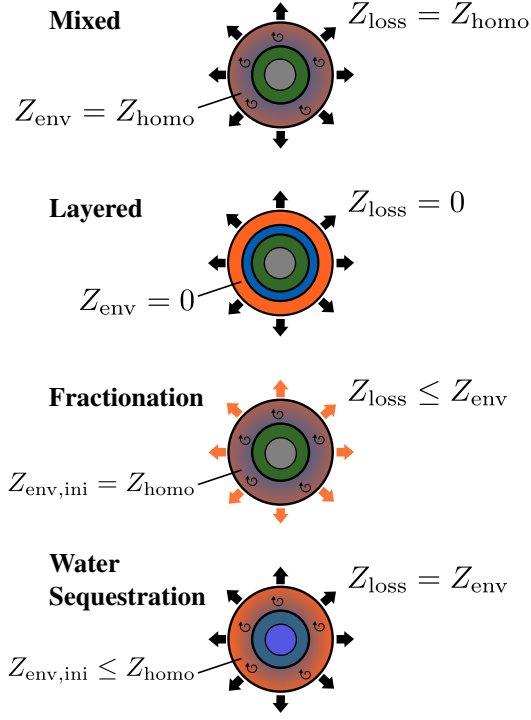 Mixed
Z_loss = Z_homo
Z_env = Z_homo
Layered
Z_loss = 0
Z_env = 0
Fractionation
Z_loss ≤ Z_env
Z_env,ini = Z_homo
Water
Sequestration
Z_loss = Z_env
Z_env,ini ≤ Z_homo